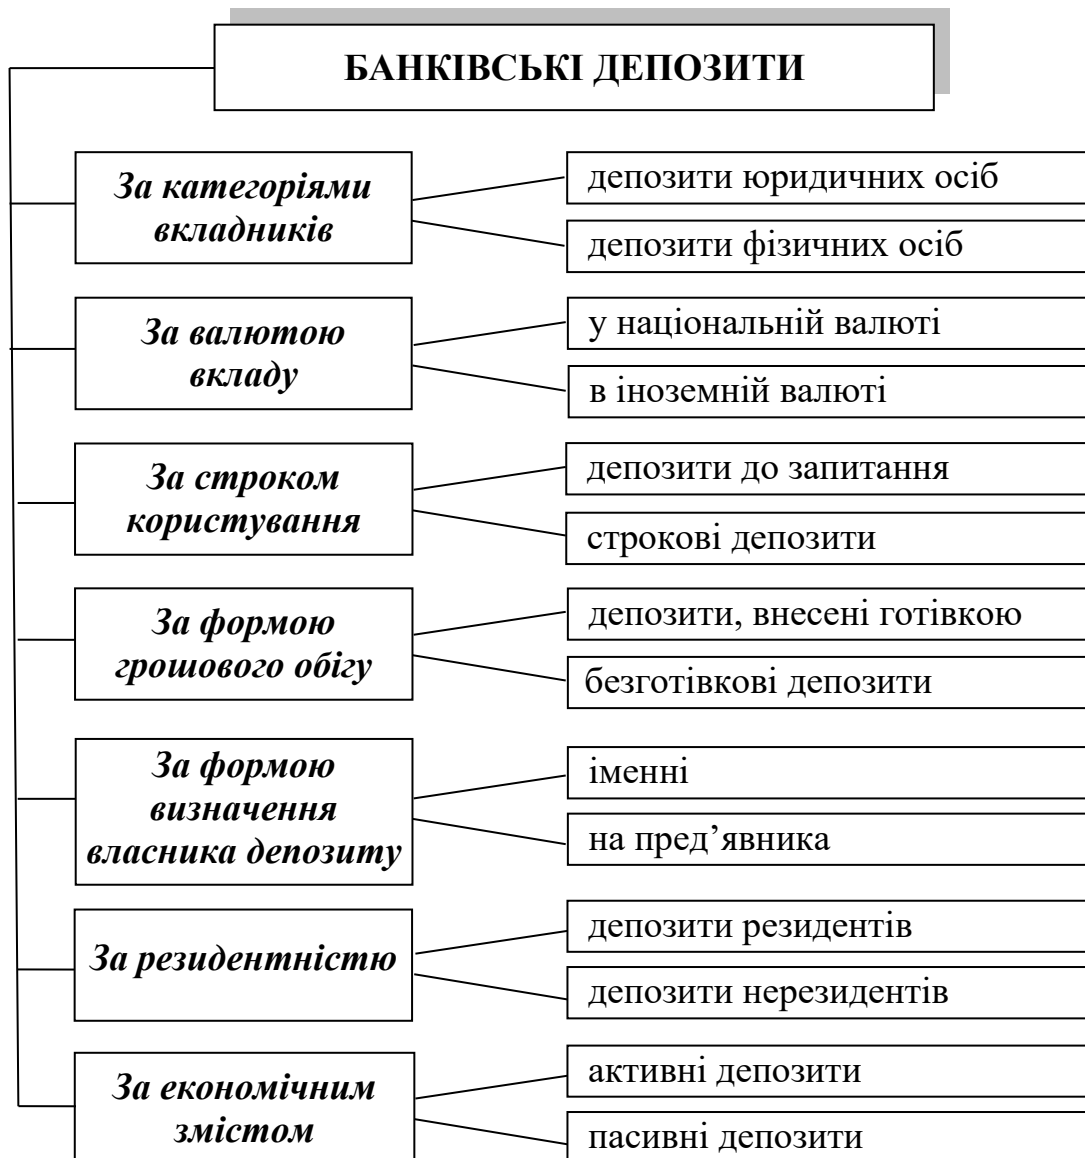 БАНКІВСЬКІ ДЕПОЗИТИ
За категоріями
вкладників
депозити юридичних осіб
депозити фізичних осіб
За валютою
вкладу
у національній валюті
в іноземній валюті
За строком
користування
депозити до запитання
строкові депозити
За формою
грошового обігу
депозити, внесені готівкою
безготівкові депозити
За формою
визначення
власника депозиту
іменні
на пред’явника
За резидентністю
депозити резидентів
депозити нерезидентів
За економічним
змістом
активні депозити
пасивні депозити